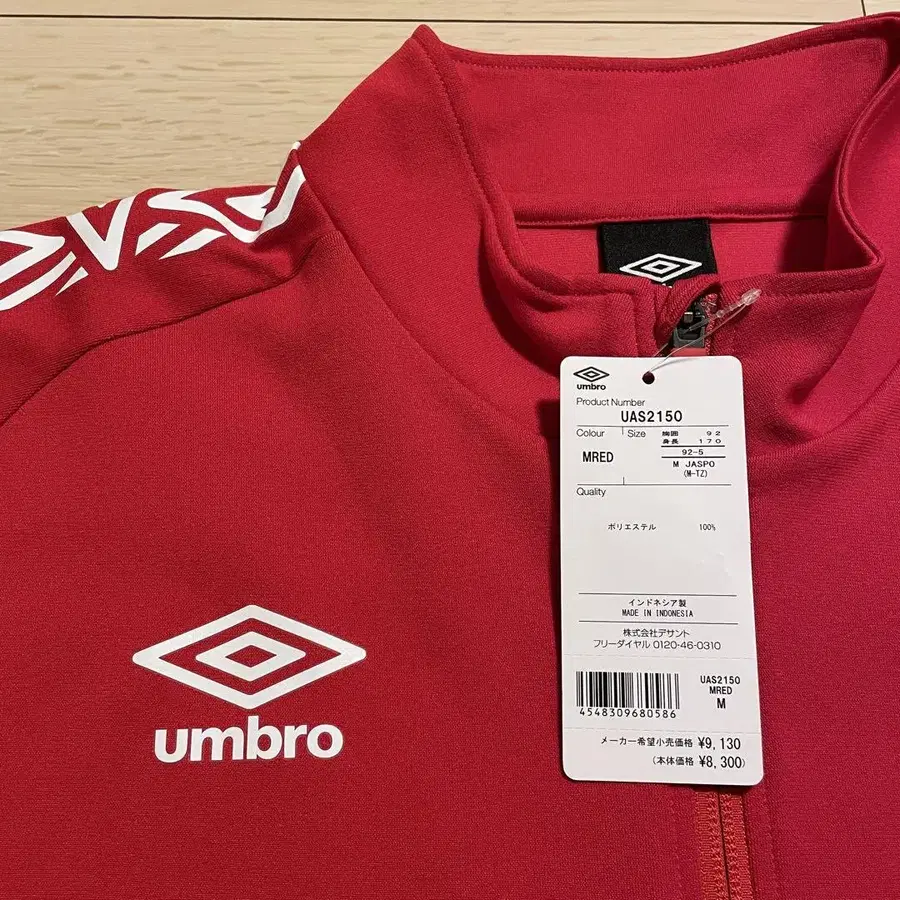 umbro
Product Number
UAS2150
Colour
Size
胸囲 92
身長 170
MRED
92-5
M JASPO
(M-TZ)
Quality
ポリエステル 100%
インドネシア製
MADE IN INDONESIA
株式会社デサント
フリーダイヤル 0120-46-0310
UAS2150
MRED
M
4548309680586
メーカー希望小売価格 ¥9,130
(本体価格 ¥8,300)
umbro